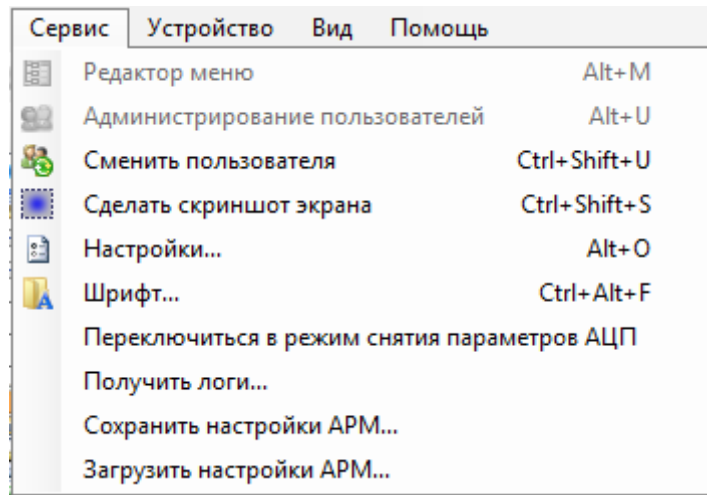 Сервис Устройство Вид Помощь
Редактор меню Alt+M
Администрирование пользователей Alt+U
Сменить пользователя Ctrl+Shift+U
Сделать скриншот экрана Ctrl+Shift+S
Настройки... Alt+O
Шрифт... Ctrl+Alt+F
Переключиться в режим снятия параметров АЦП
Получить логи...
Сохранить настройки АРМ...
Загрузить настройки АРМ...